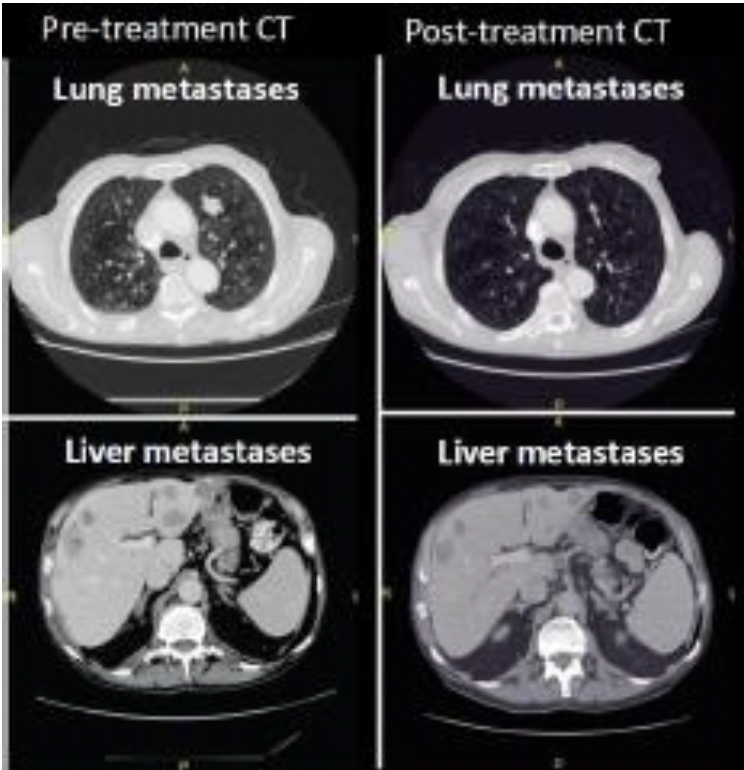 Pre-treatment CT
Post-treatment CT
Lung metastases
Lung metastases
Liver metastases
Liver metastases